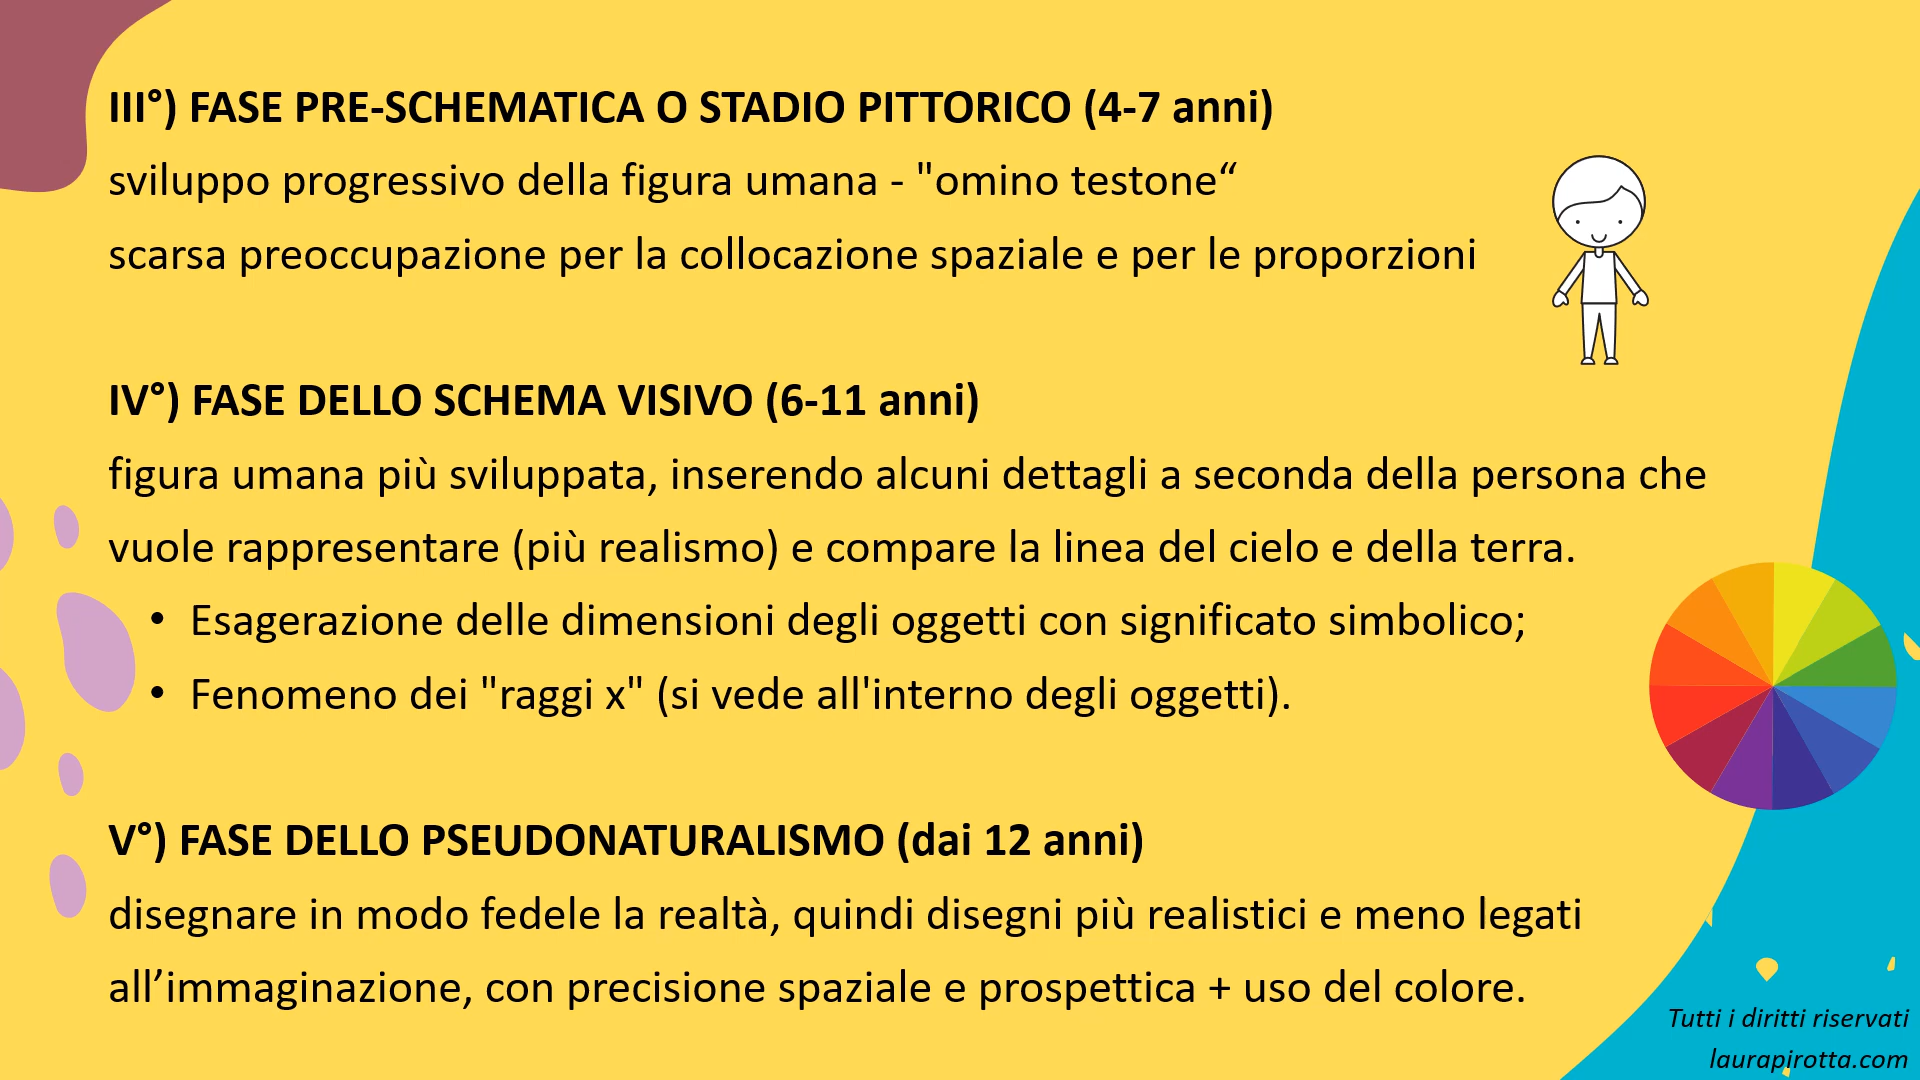 III°) FASE PRE-SCHEMATICA O STADIO PITTORICO (4-7 anni)
sviluppo progressivo della figura umana - "omino testone“
scarsa preoccupazione per la collocazione spaziale e per le proporzioni
IV°) FASE DELLO SCHEMA VISIVO (6-11 anni)
figura umana più sviluppata, inserendo alcuni dettagli a seconda della persona che
vuole rappresentare (più realismo) e compare la linea del cielo e della terra.
• Esagerazione delle dimensioni degli oggetti con significato simbolico;
• Fenomeno dei "raggi x" (si vede all'interno degli oggetti).
V°) FASE DELLO PSEUDONATURALISMO (dai 12 anni)
disegnare in modo fedele la realtà, quindi disegni più realistici e meno legati
all’immaginazione, con precisione spaziale e prospettica + uso del colore.
Tutti i diritti riservati
laurapirotta.com